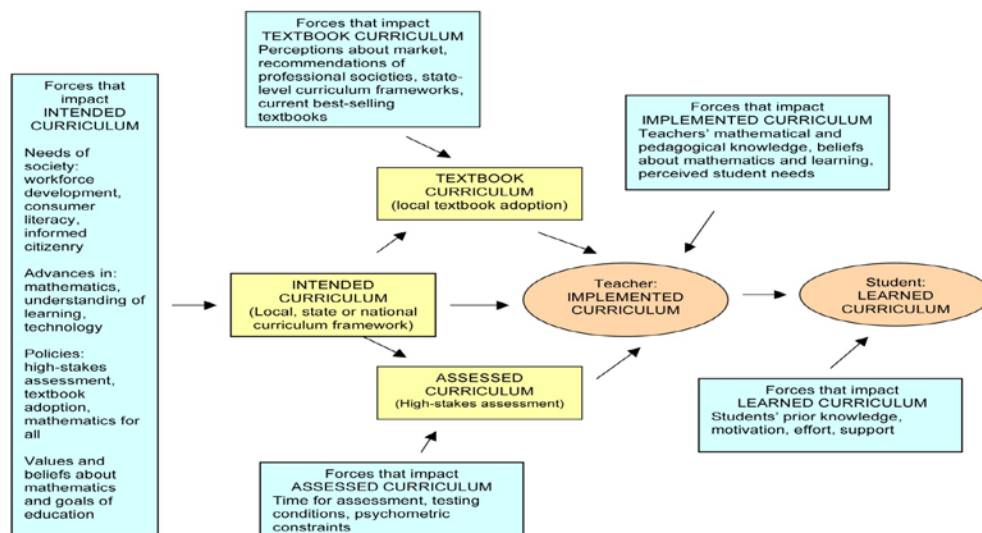 Forces that impact
TEXTBOOK CURRICULUM
Perceptions about market,
recommendations of
professional societies, state-
level curriculum frameworks,
current best-selling
textbooks
Forces that
impact
INTENDED
CURRICULUM
Needs of
society:
workforce
development,
consumer
literacy,
informed
citizenry
Advances in:
mathematics,
understanding of
learning,
technology
Policies:
high-stakes
assessment,
textbook
adoption,
mathematics for
all
Values and
beliefs about
mathematics
and goals of
education
Forces that impact
IMPLEMENTED CURRICULUM
Teachers' mathematical and
pedagogical knowledge, beliefs
about mathematics and learning,
perceived student needs
TEXTBOOK
CURRICULUM
(local textbook adoption)
INTENDED
CURRICULUM
(Local, state or national
curriculum framework)
Teacher:
IMPLEMENTED
CURRICULUM
Student:
LEARNED
CURRICULUM
ASSESSED
CURRICULUM
(High-stakes assessment)
Forces that impact
LEARNED CURRICULUM
Students' prior knowledge,
motivation, effort, support
Forces that impact
ASSESSED CURRICULUM
Time for assessment, testing
conditions, psychometric
constraints